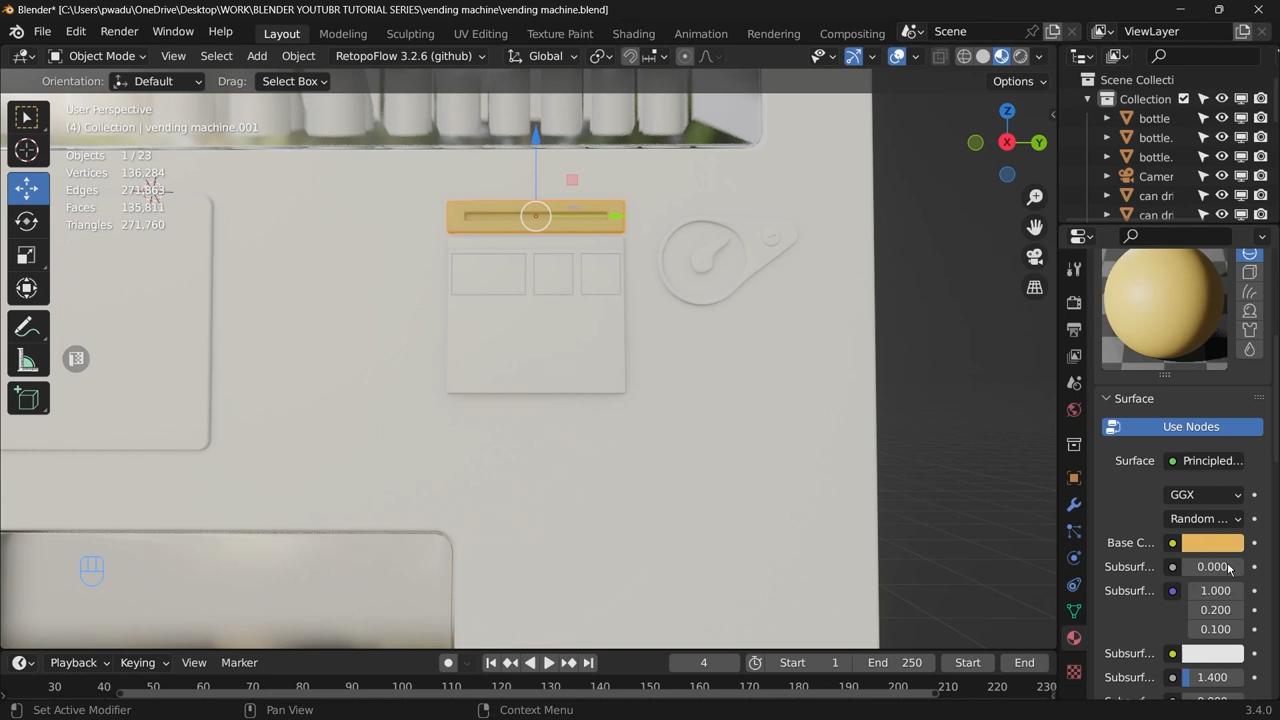 Blender* [C:\Users\pwadu\OneDrive\Desktop\WORK\BLENDER YOUTUBR TUTORIAL SERIES\vending machine\vending machine.blend]
File Edit Render Window Help Layout Modeling Sculpting UV Editing Texture Paint Shading Animation Rendering Compositing Scene ViewLayer
Object Mode View Select Add Object RetopoFlow 3.2.6 (github) Global
Orientation: Default Drag: Select Box Options
User Perspective
(4) Collection | vending machine.001
Objects 1 / 23
Vertices 136,284
Edges 271,863
Faces 135,811
Triangles 271,760
X
Y
Z
Scene Collecti
Collection
bottle
bottle.
bottle.
Camer
can dri
can dri
Surface
Use Nodes
Surface Principled...
GGX
Random ...
Base C...
Subsurf... 0.000
Subsurf... 1.000
0.200
0.100
Subsurf...
Subsurf... 1.400
Playback Keying View Marker 4 Start 1 End 250 Start End
30 40 50 60 70 80 90 100 110 120 130 140 150 160 170 180 190 200 210 220 230
Set Active Modifier Pan View Context Menu 3.4.0